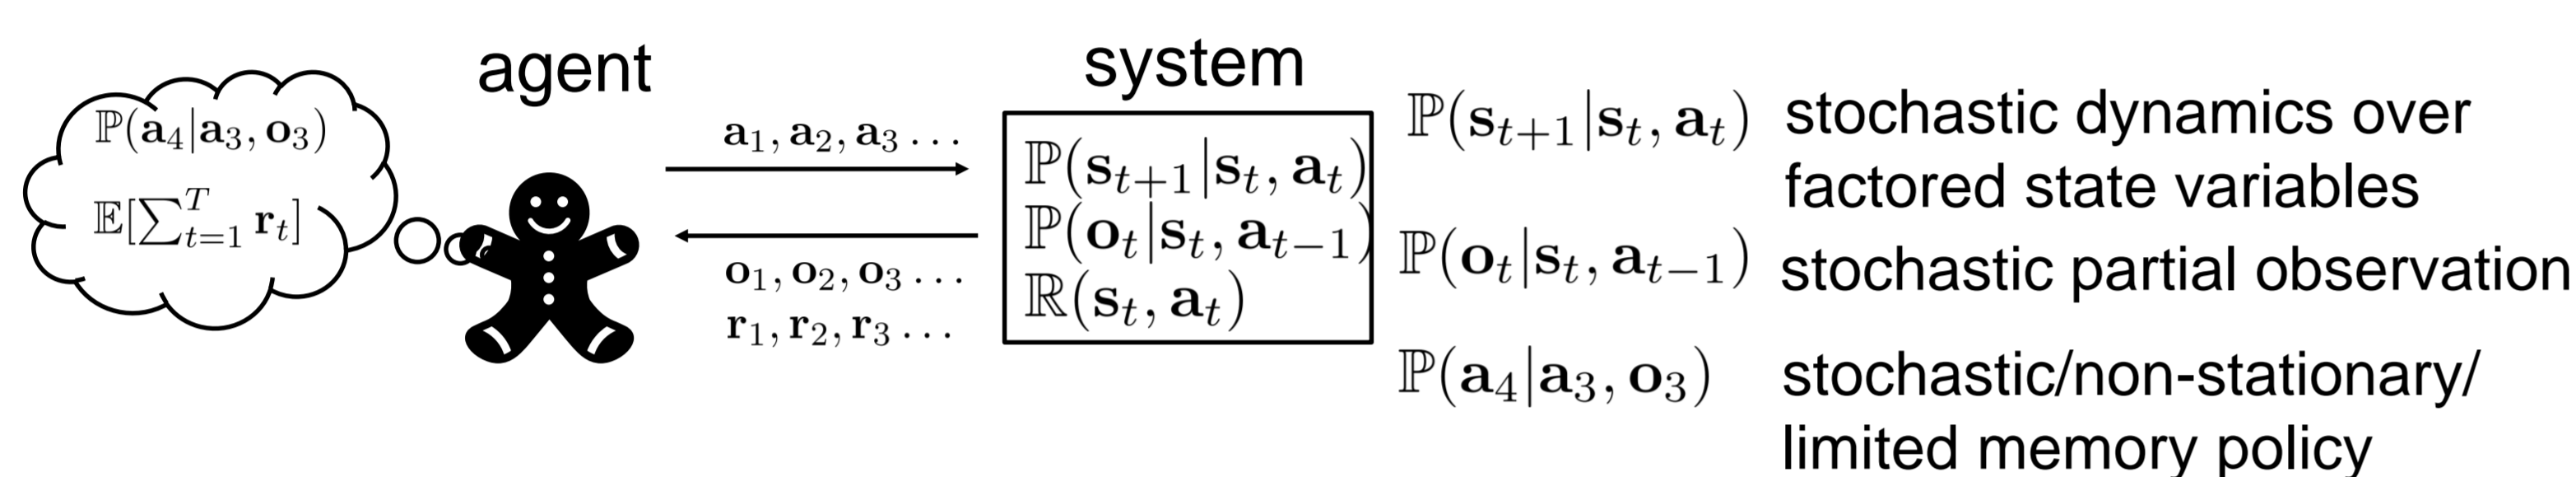 ℙ(a₄|a₃, o₃)
𝔼[∑ᵀₜ₌₁ rₜ]
agent
a₁, a₂, a₃ …
o₁, o₂, o₃ …
r₁, r₂, r₃ …
system
ℙ(sₜ₊₁|sₜ, aₜ)
ℙ(oₜ|sₜ, aₜ₋₁)
ℝ(sₜ, aₜ)
ℙ(sₜ₊₁|sₜ, aₜ) stochastic dynamics over
factored state variables
ℙ(oₜ|sₜ, aₜ₋₁) stochastic partial observation
ℙ(a₄|a₃, o₃) stochastic/non-stationary/
limited memory policy